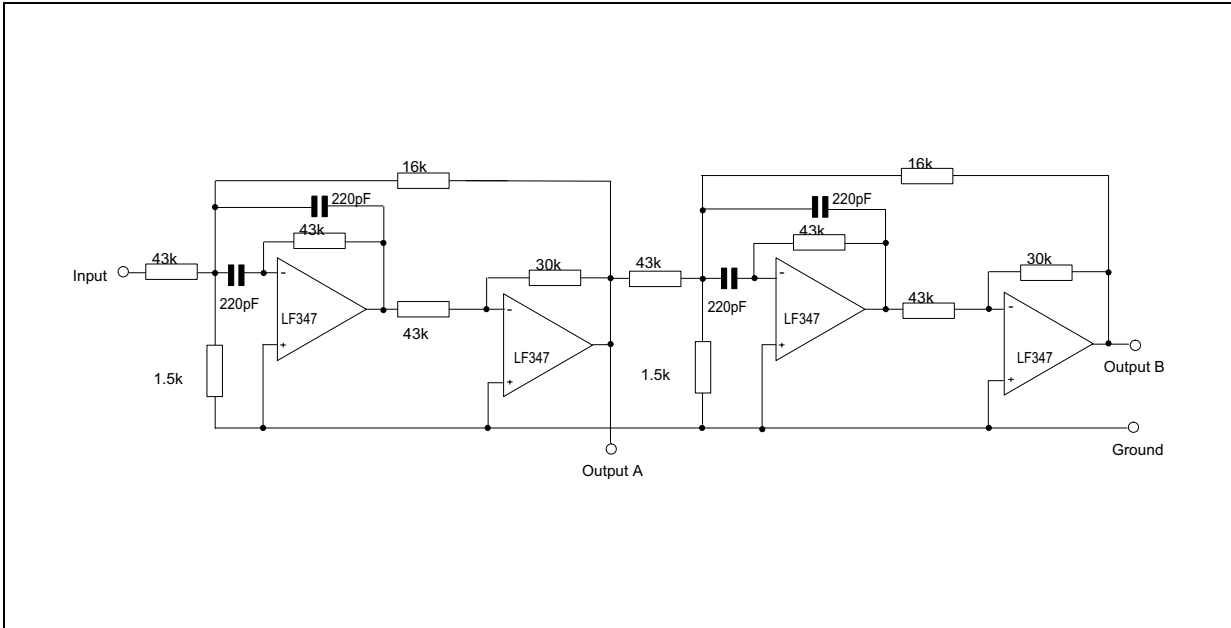 16k
16k
220pF
220pF
43k
43k
43k
30k
43k
30k
Input
220pF
220pF
43k
LF347
43k
LF347
LF347
LF347
1.5k
1.5k
Output B
Ground
Output A
-
+
-
+
-
+
-
+